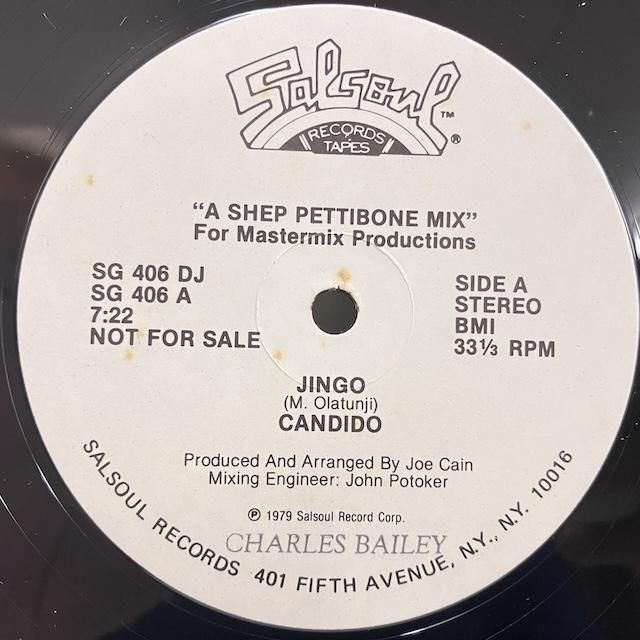 Salsoul ™ ®
RECORDS
TAPES
"A SHEP PETTIBONE MIX"
For Mastermix Productions
SG 406 DJ
SG 406 A
7:22
NOT FOR SALE
SIDE A
STEREO
BMI
33⅓ RPM
JINGO
(M. Olatunji)
CANDIDO
Produced And Arranged By Joe Cain
Mixing Engineer: John Potoker
℗ 1979 Salsoul Record Corp.
CHARLES BAILEY
SALSOUL RECORDS 401 FIFTH AVENUE, N.Y., N.Y. 10016